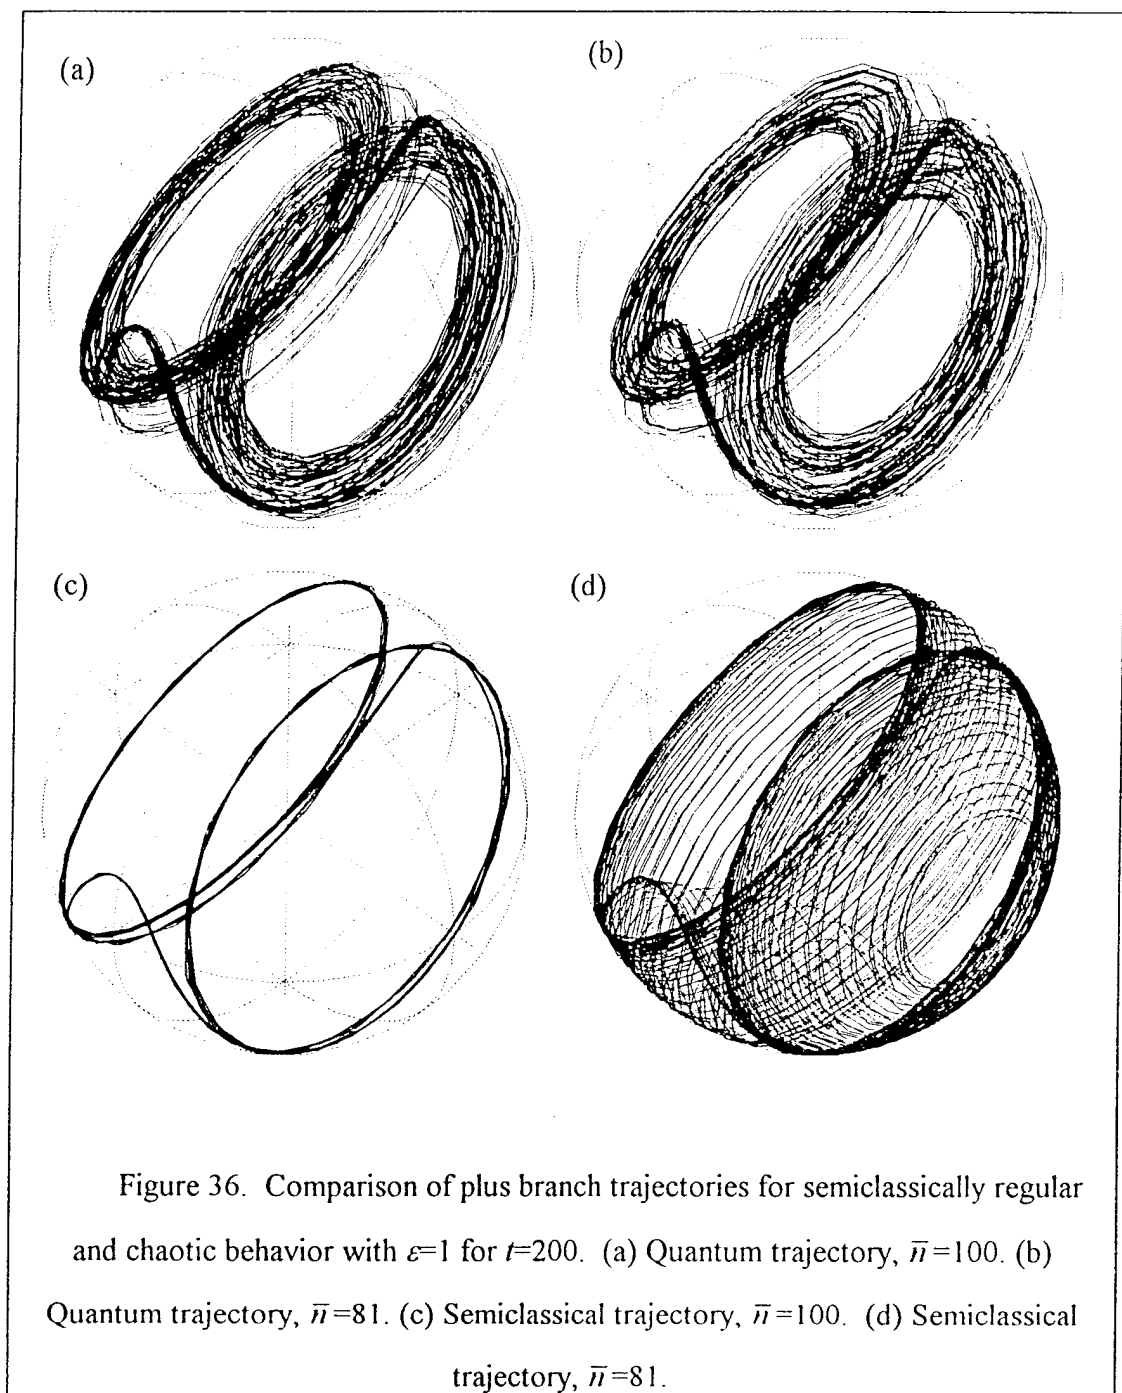 (a)
(b)
(c)
(d)
Figure 36. Comparison of plus branch trajectories for semiclassically regular
and chaotic behavior with ε=1 for t=200. (a) Quantum trajectory, n̅=100. (b)
Quantum trajectory, n̅=81. (c) Semiclassical trajectory, n̅=100. (d) Semiclassical
trajectory, n̅=81.